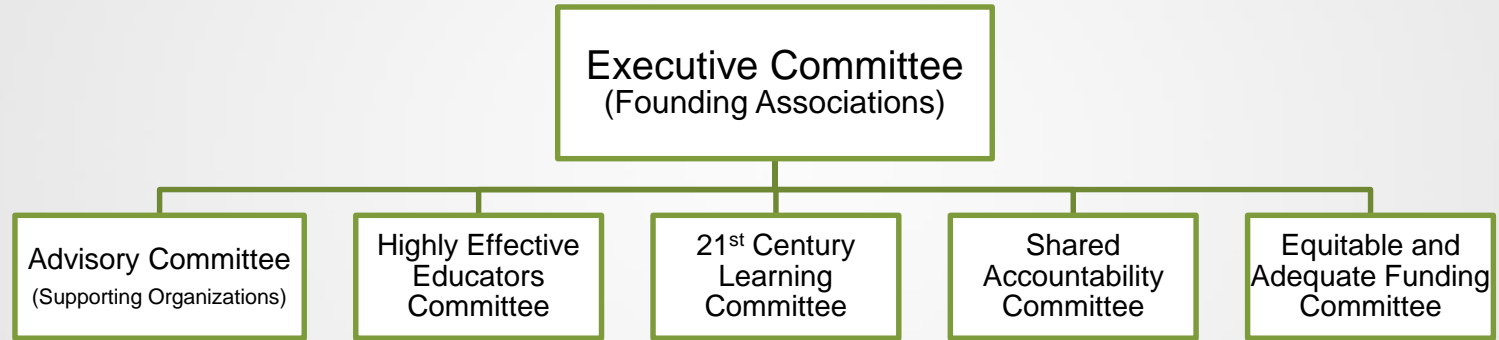 Executive Committee
(Founding Associations)
Advisory Committee
(Supporting Organizations)
Highly Effective
Educators
Committee
21st Century
Learning
Committee
Shared
Accountability
Committee
Equitable and
Adequate Funding
Committee